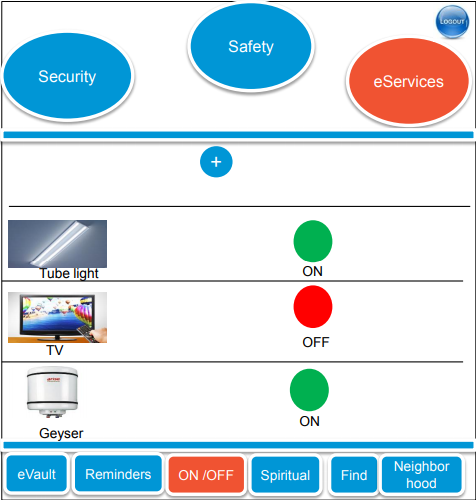 LOGOUT
Security
Safety
eServices
+
Tube light
ON
TV
OFF
Geyser
ON
eVault
Reminders
ON /OFF
Spiritual
Find
Neighbor
hood